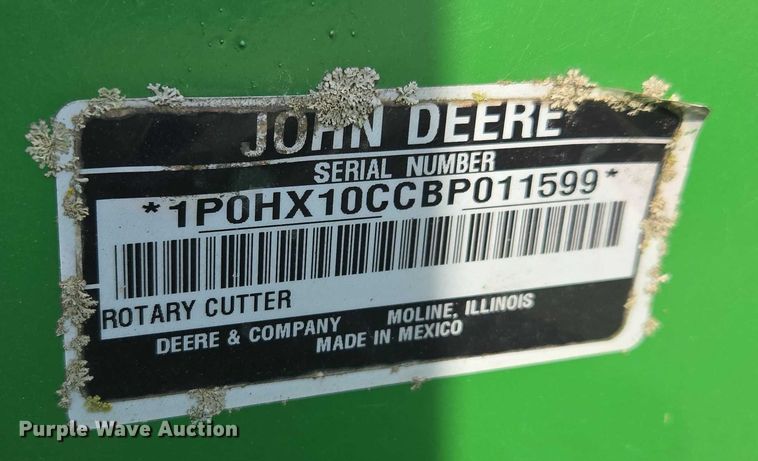 JOHN DEERE
SERIAL NUMBER
*1P0HX10CCBP011599*
ROTARY CUTTER
DEERE & COMPANY MOLINE, ILLINOIS
MADE IN MEXICO
Purple Wave Auction